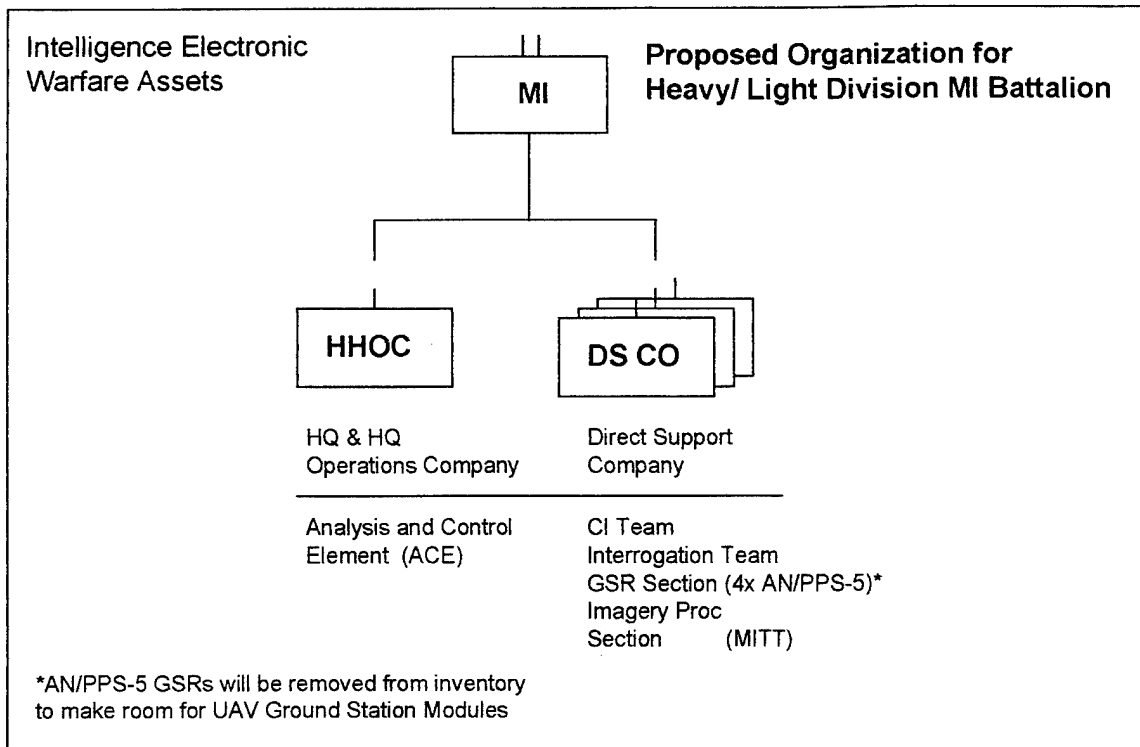 Intelligence Electronic
Warfare Assets
Proposed Organization for
Heavy/ Light Division MI Battalion
MI
HHOC
DS CO
HQ & HQ
Operations Company
Direct Support
Company
Analysis and Control
Element (ACE)
CI Team
Interrogation Team
GSR Section (4x AN/PPS-5)*
Imagery Proc
Section (MITT)
*AN/PPS-5 GSRs will be removed from inventory
to make room for UAV Ground Station Modules